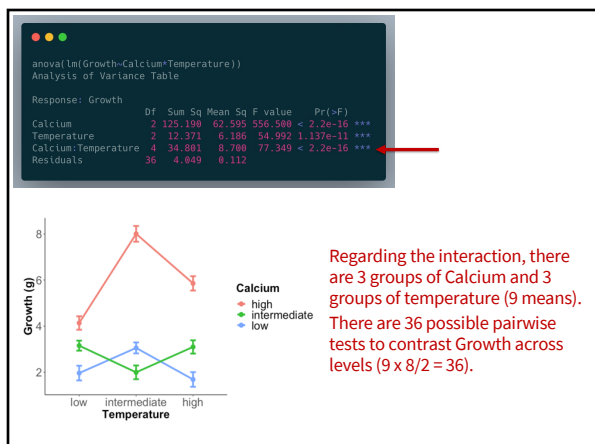 anova(lm(Growth~Calcium*Temperature))
Analysis of Variance Table
Response: Growth
Df Sum Sq Mean Sq F value Pr(>F)
Calcium 2 125.190 62.595 556.500 < 2.2e-16 ***
Temperature 2 12.371 6.186 54.992 1.137e-11 ***
Calcium:Temperature 4 34.801 8.700 77.349 < 2.2e-16 ***
Residuals 36 4.049 0.112
8
6
4
2
Growth (g)
low intermediate high
Temperature
Calcium
high
intermediate
low
Regarding the interaction, there
are 3 groups of Calcium and 3
groups of temperature (9 means).
There are 36 possible pairwise
tests to contrast Growth across
levels (9 x 8/2 = 36).